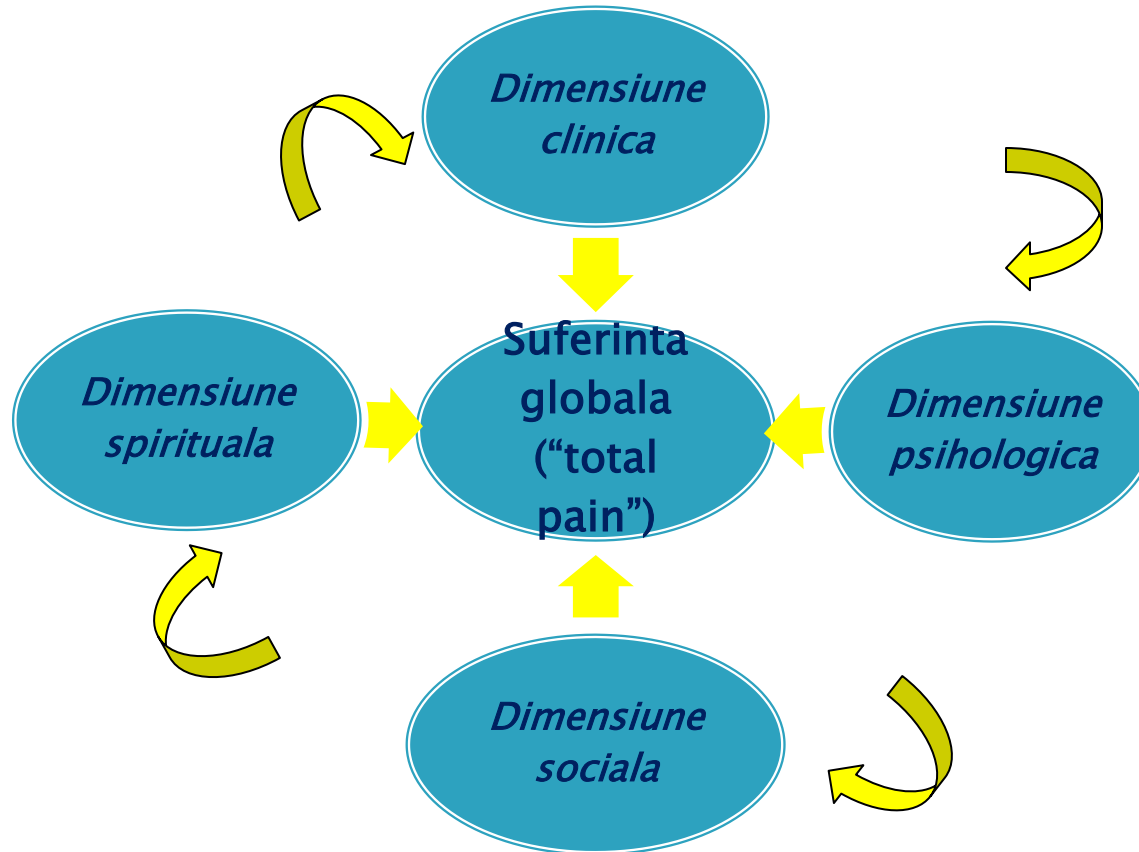 Dimensiune
clinica
Dimensiune
spirituala
Suferinta
globala
(“total
pain”)
Dimensiune
psihologica
Dimensiune
sociala